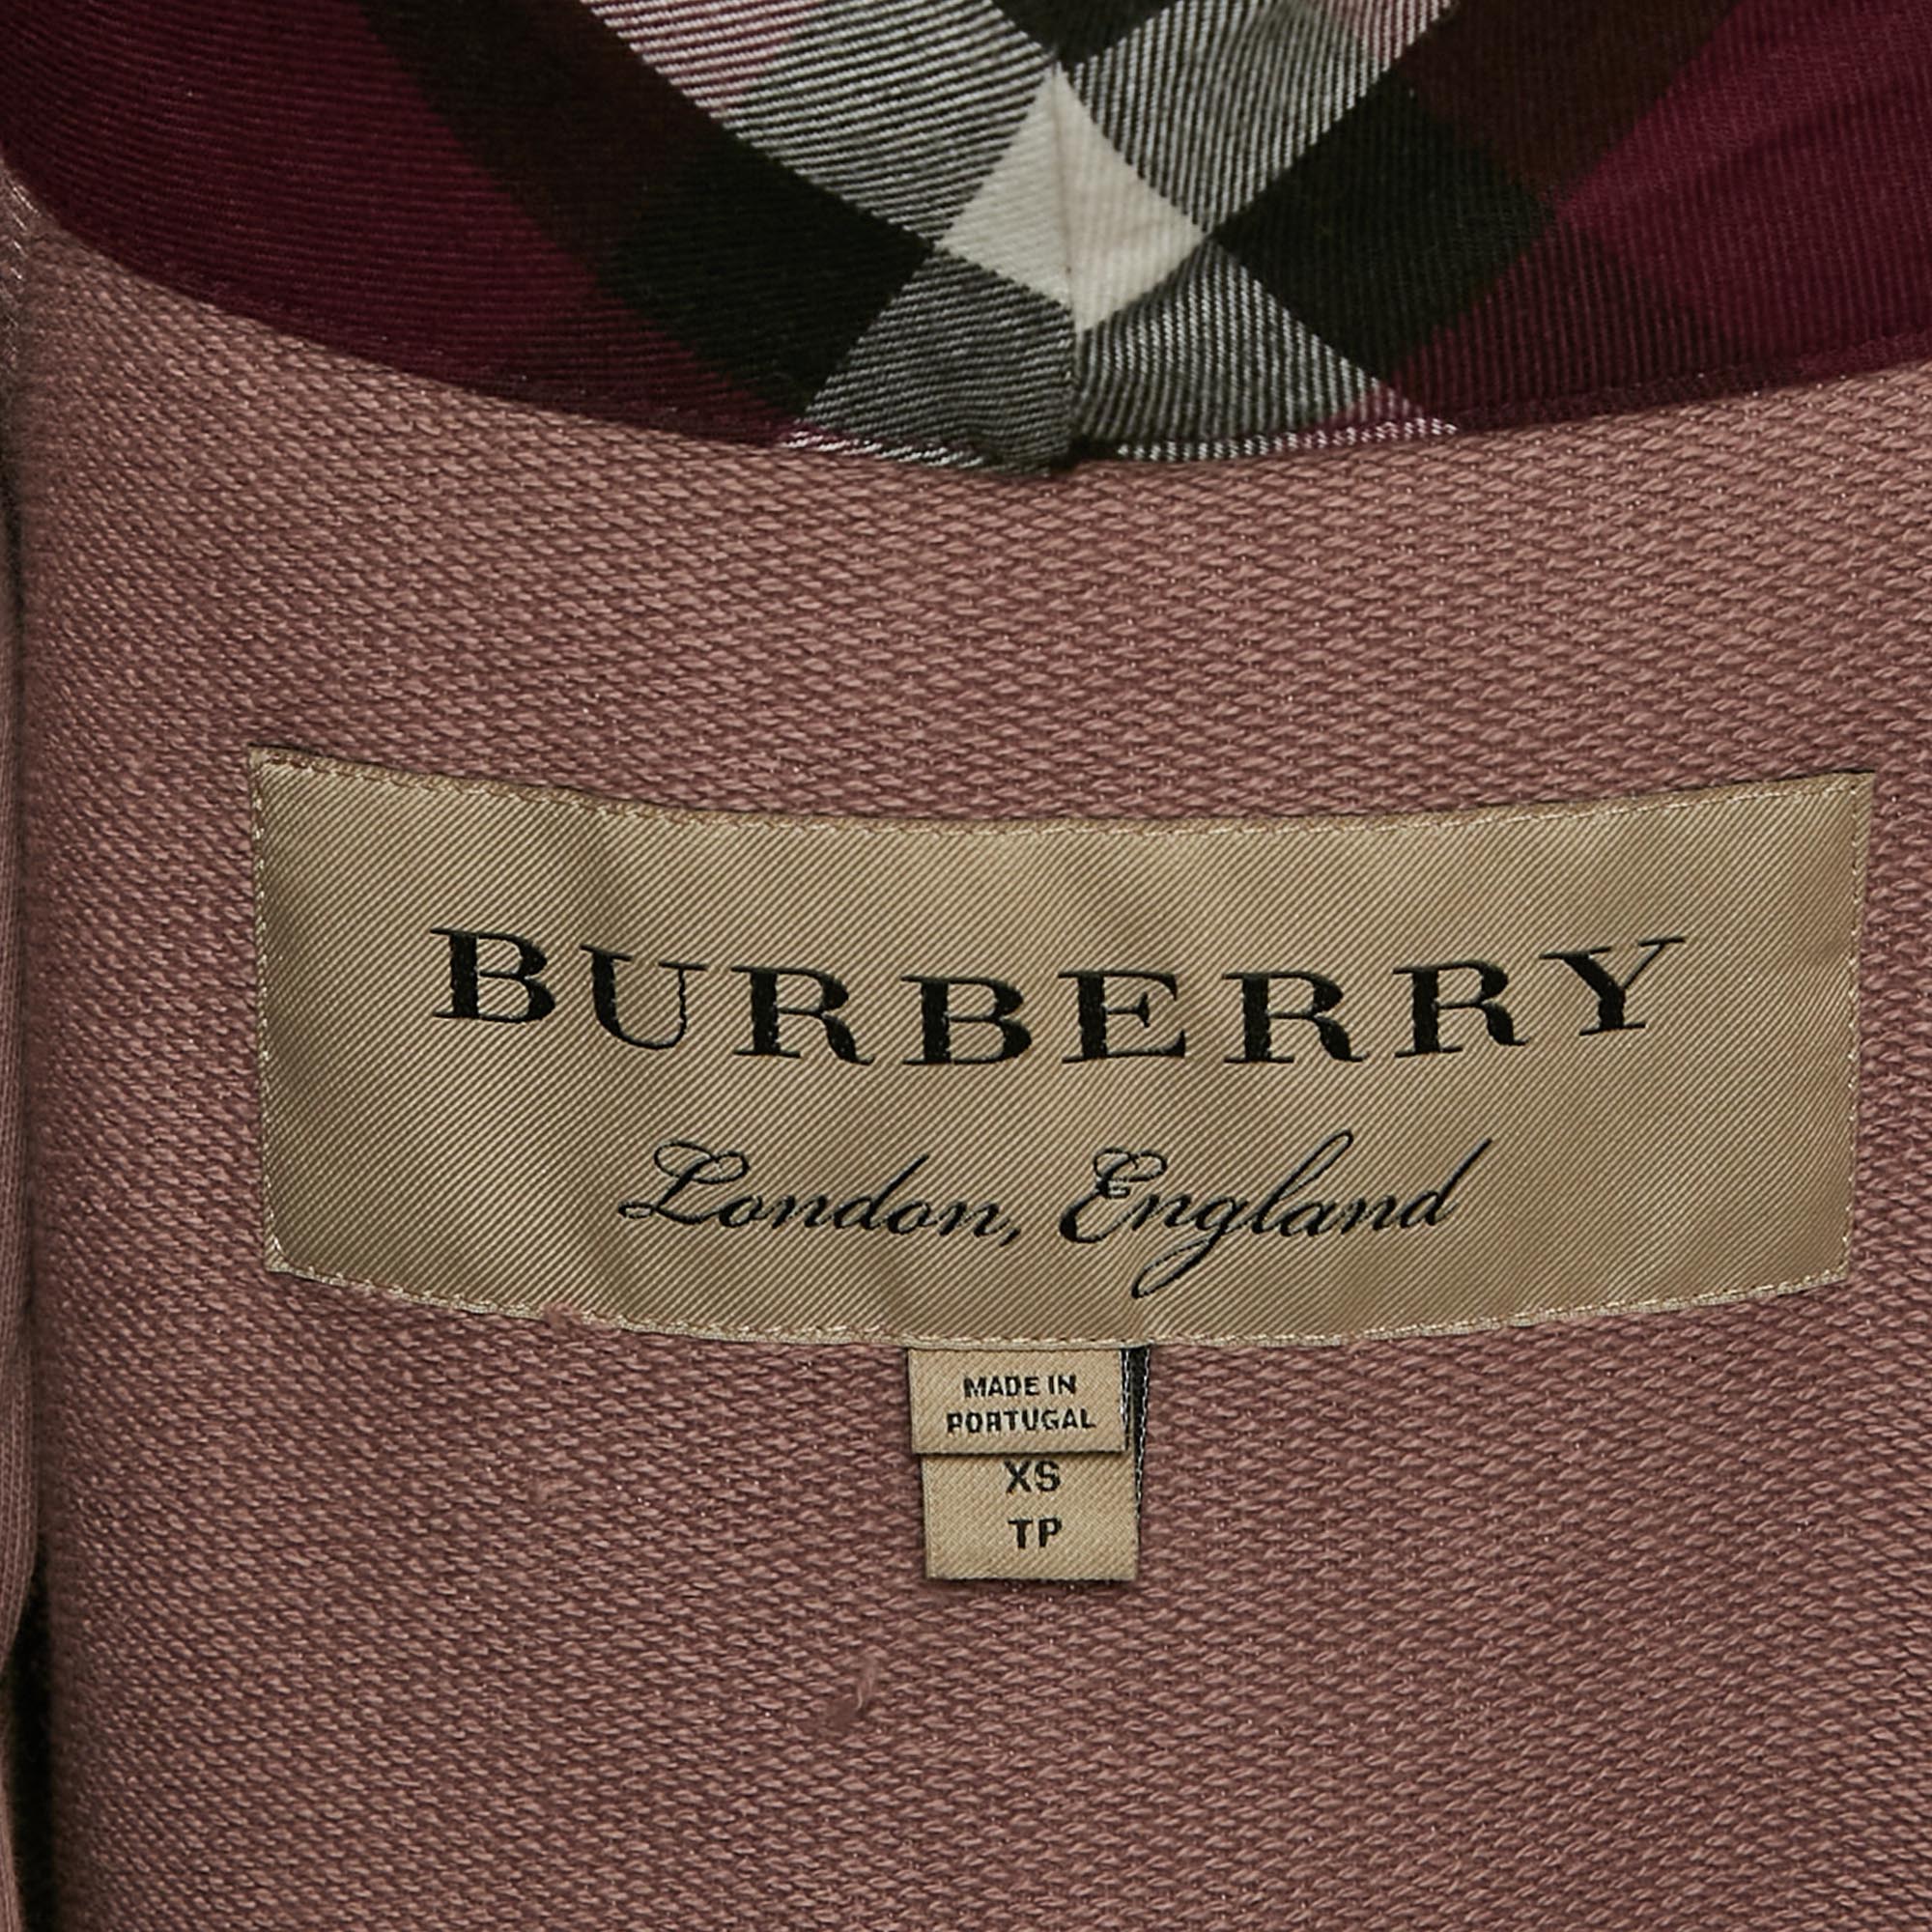 BURBERRY
London, England
MADE IN
PORTUGAL
XS
TP